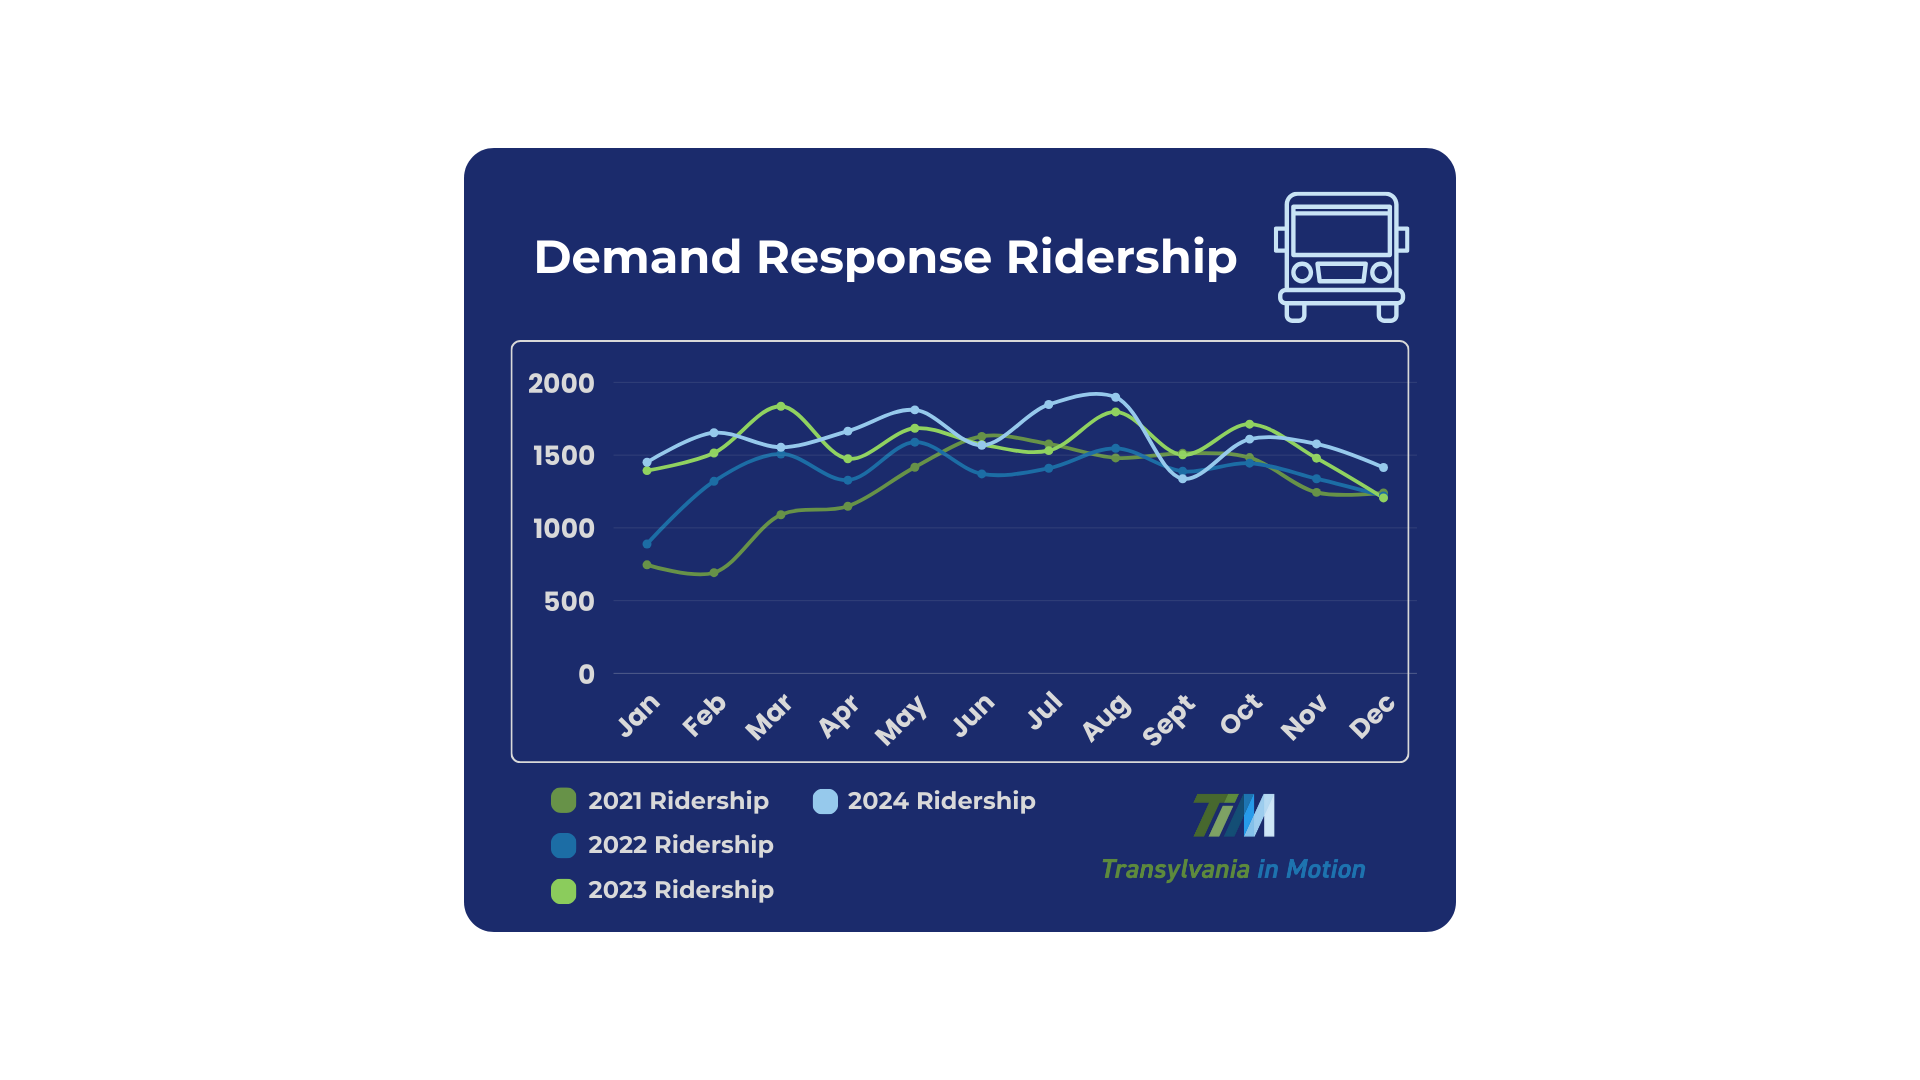 Demand Response Ridership
2000
1500
1000
500
0
Jan Feb Mar Apr May Jun Jul Aug Sept Oct Nov Dec
2021 Ridership
2024 Ridership
2022 Ridership
2023 Ridership
TiM
Transylvania in Motion